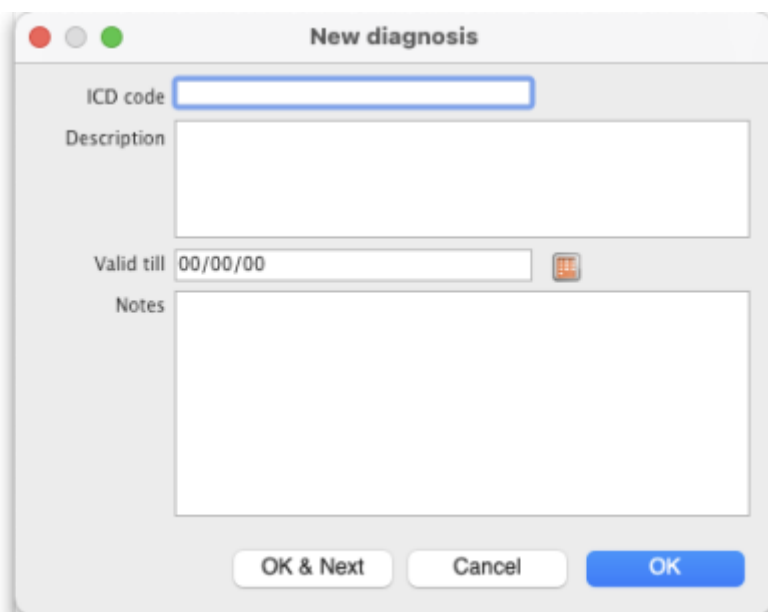 New diagnosis
ICD code
Description
Valid till 00/00/00
Notes
OK & Next Cancel OK